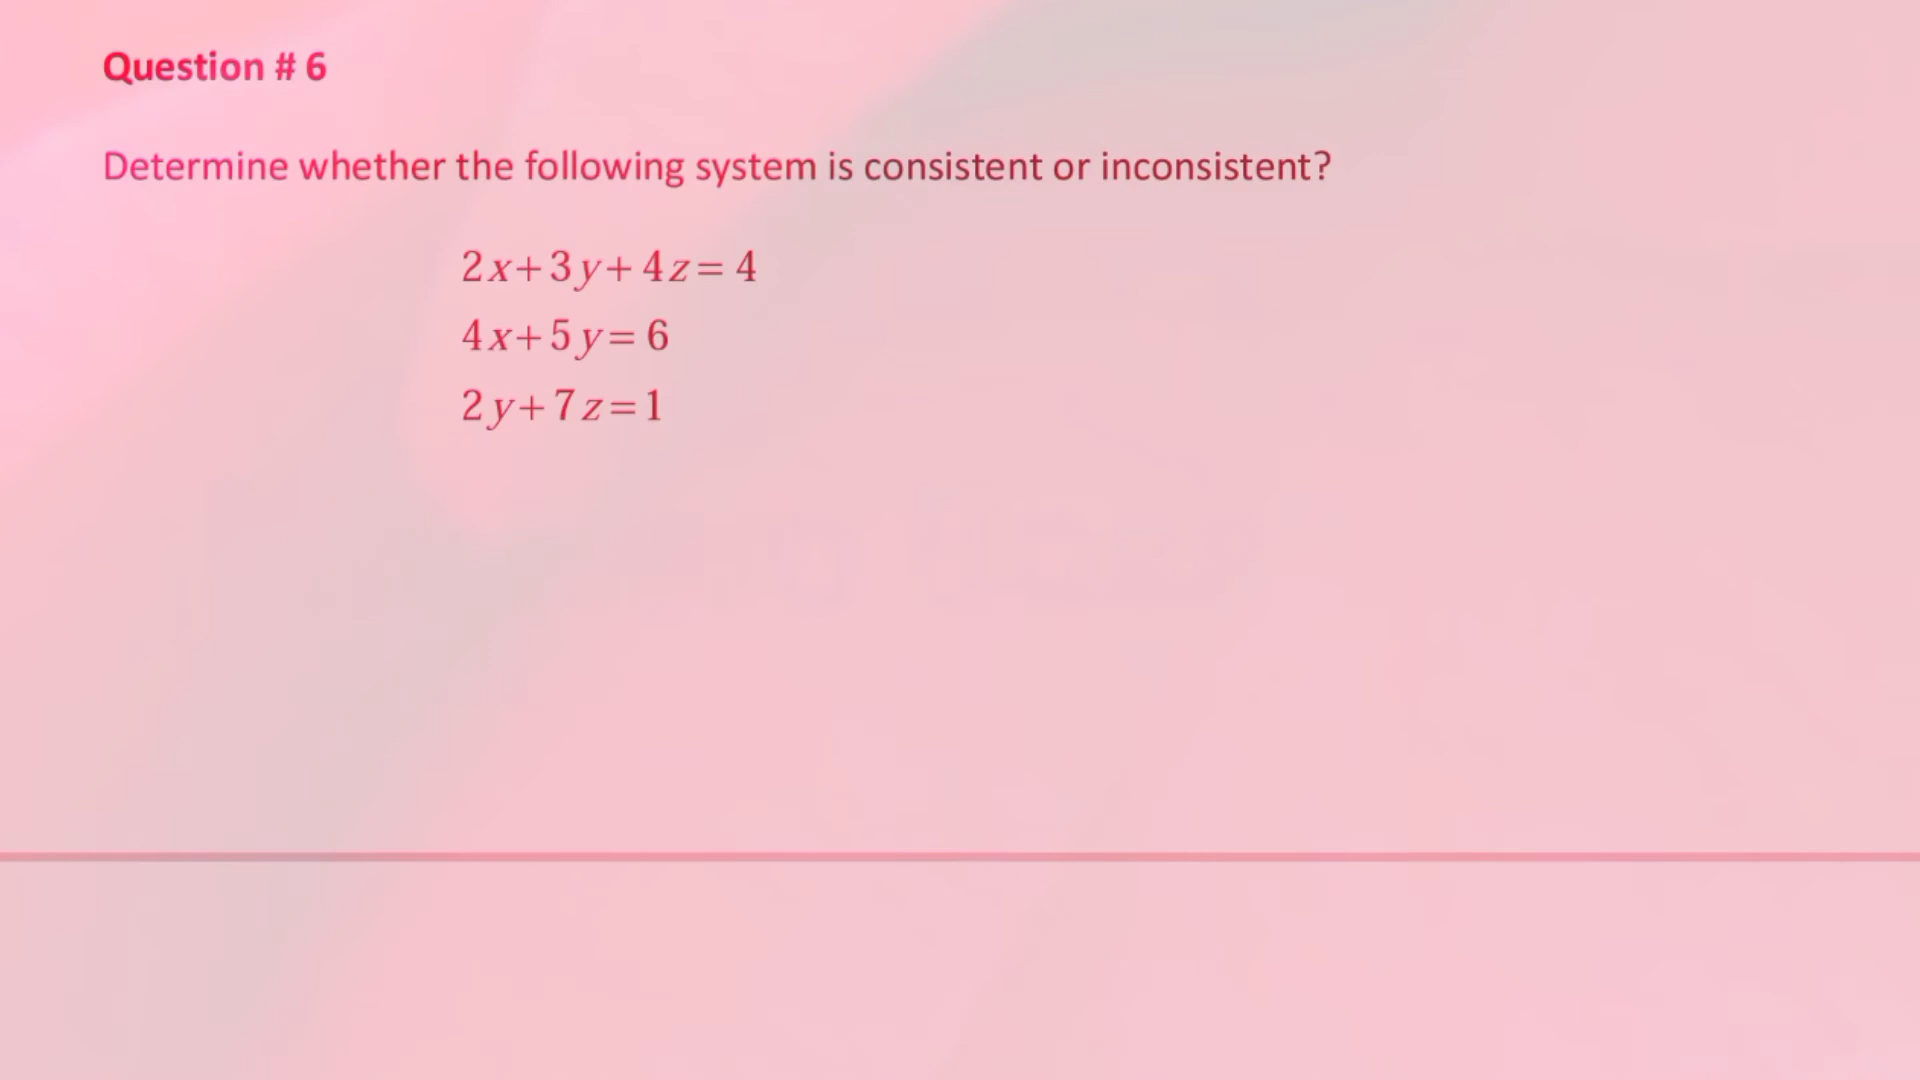 Question # 6
Determine whether the following system is consistent or inconsistent?
2x+3y+4z= 4
4x+5y= 6
2y+7z=1